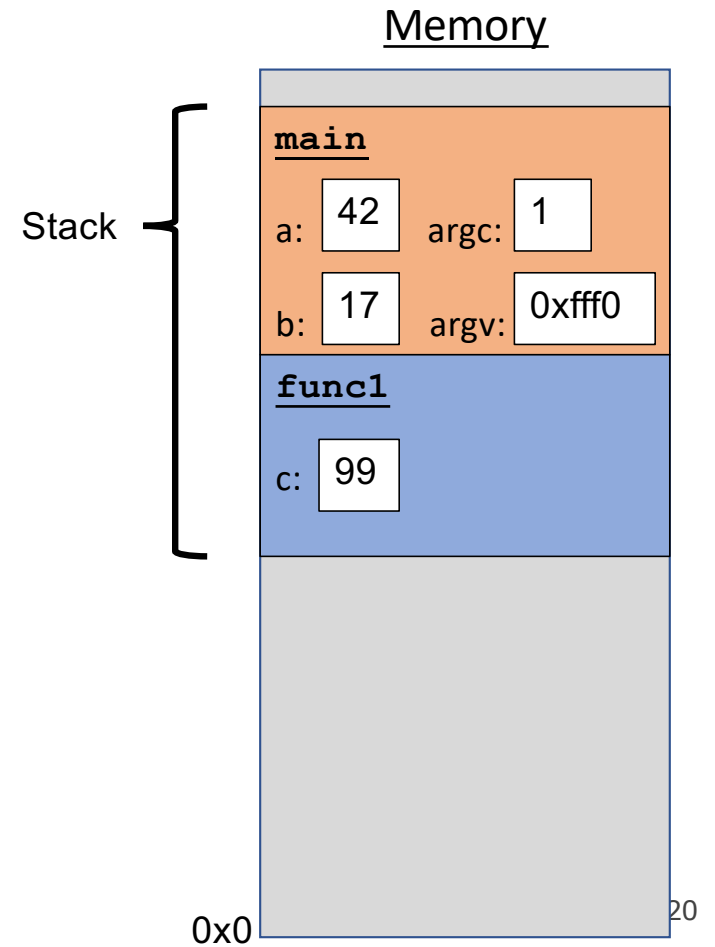 Memory
main
a: 42 argc: 1
Stack
b: 17 argv: 0xfff0
func1
c: 99
20
0x0